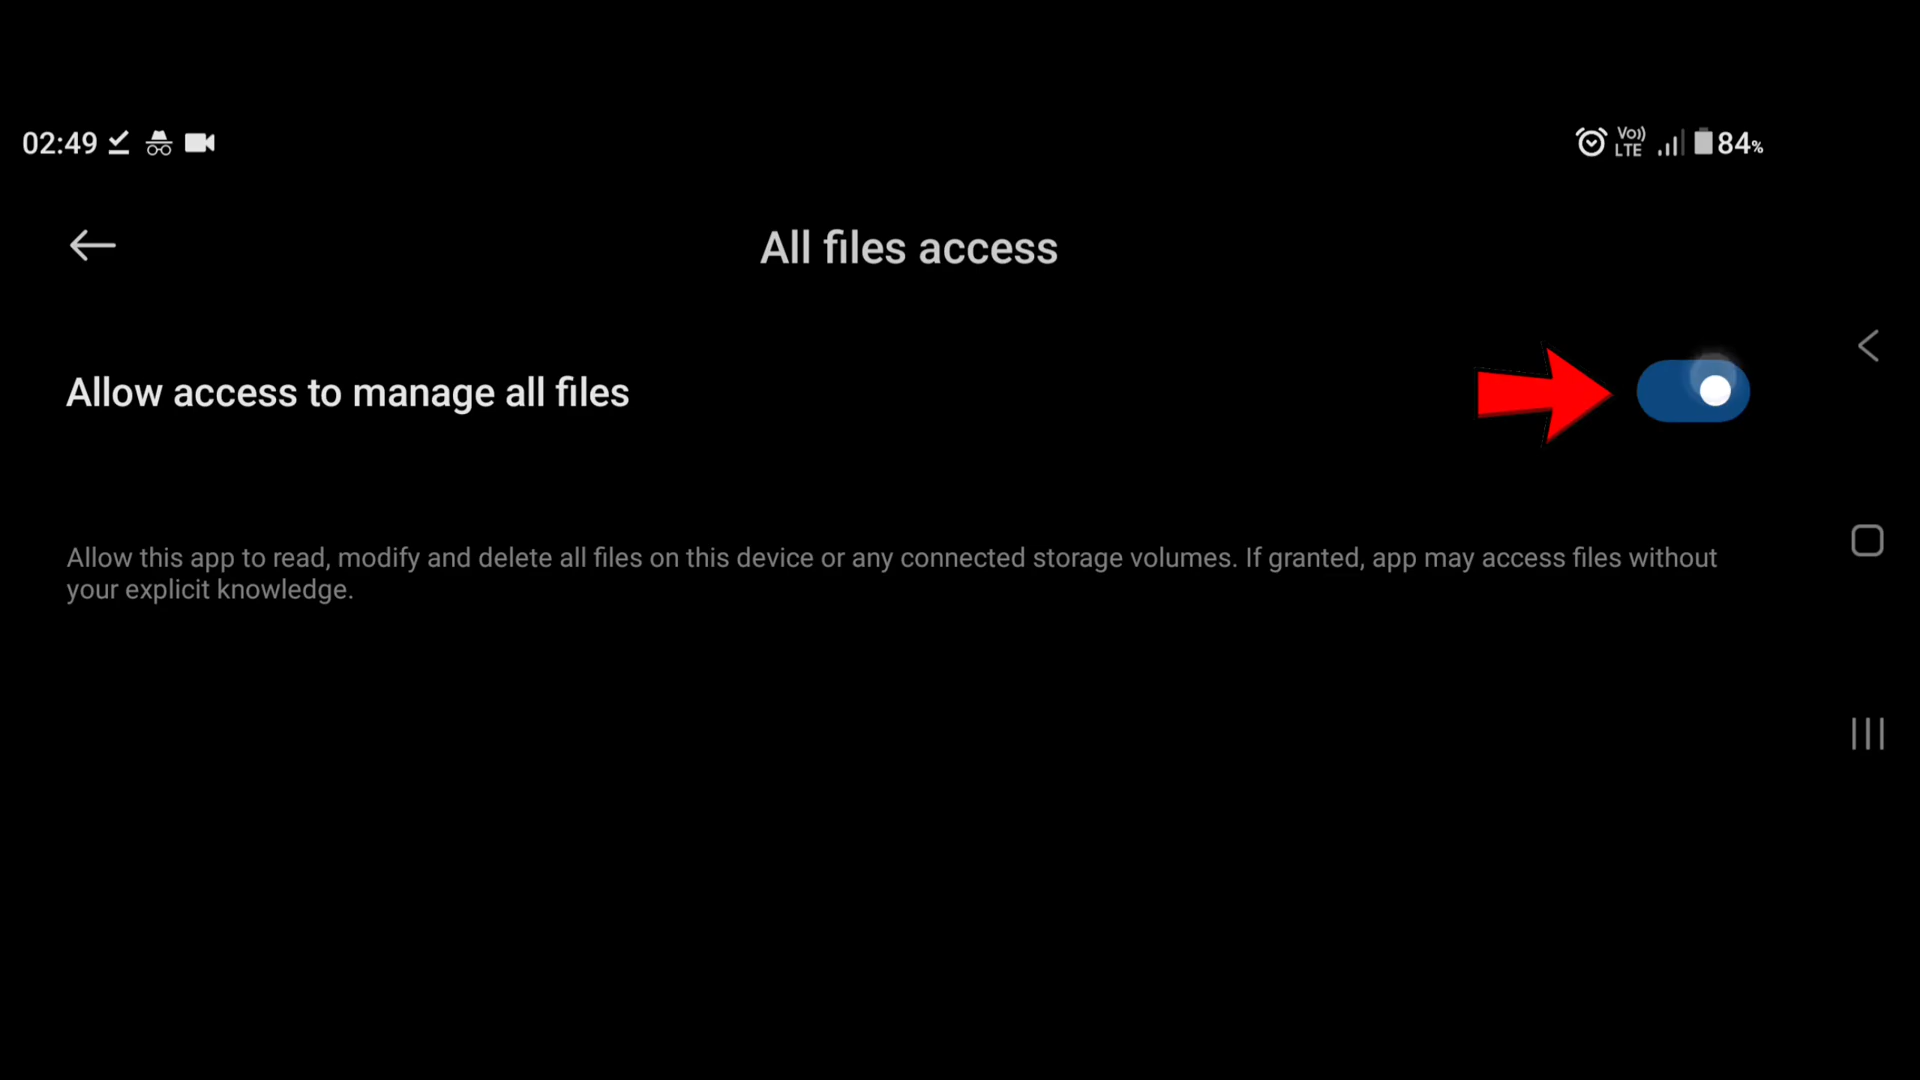 02:49
Vo)) LTE 84%
All files access
Allow access to manage all files
Allow this app to read, modify and delete all files on this device or any connected storage volumes. If granted, app may access files without
your explicit knowledge.